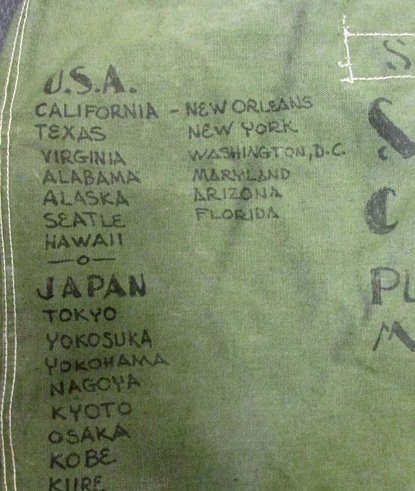 U.S.A.
CALIFORNIA - NEW ORLEANS
TEXAS NEW YORK
VIRGINIA WASHINGTON, D.C.
ALABAMA MARYLAND
ALASKA ARIZONA
SEATLE FLORIDA
HAWAII
—o—
JAPAN
TOKYO
YOKOSUKA
YOKOHAMA
NAGOYA
KYOTO
OSAKA
KOBE
KURE